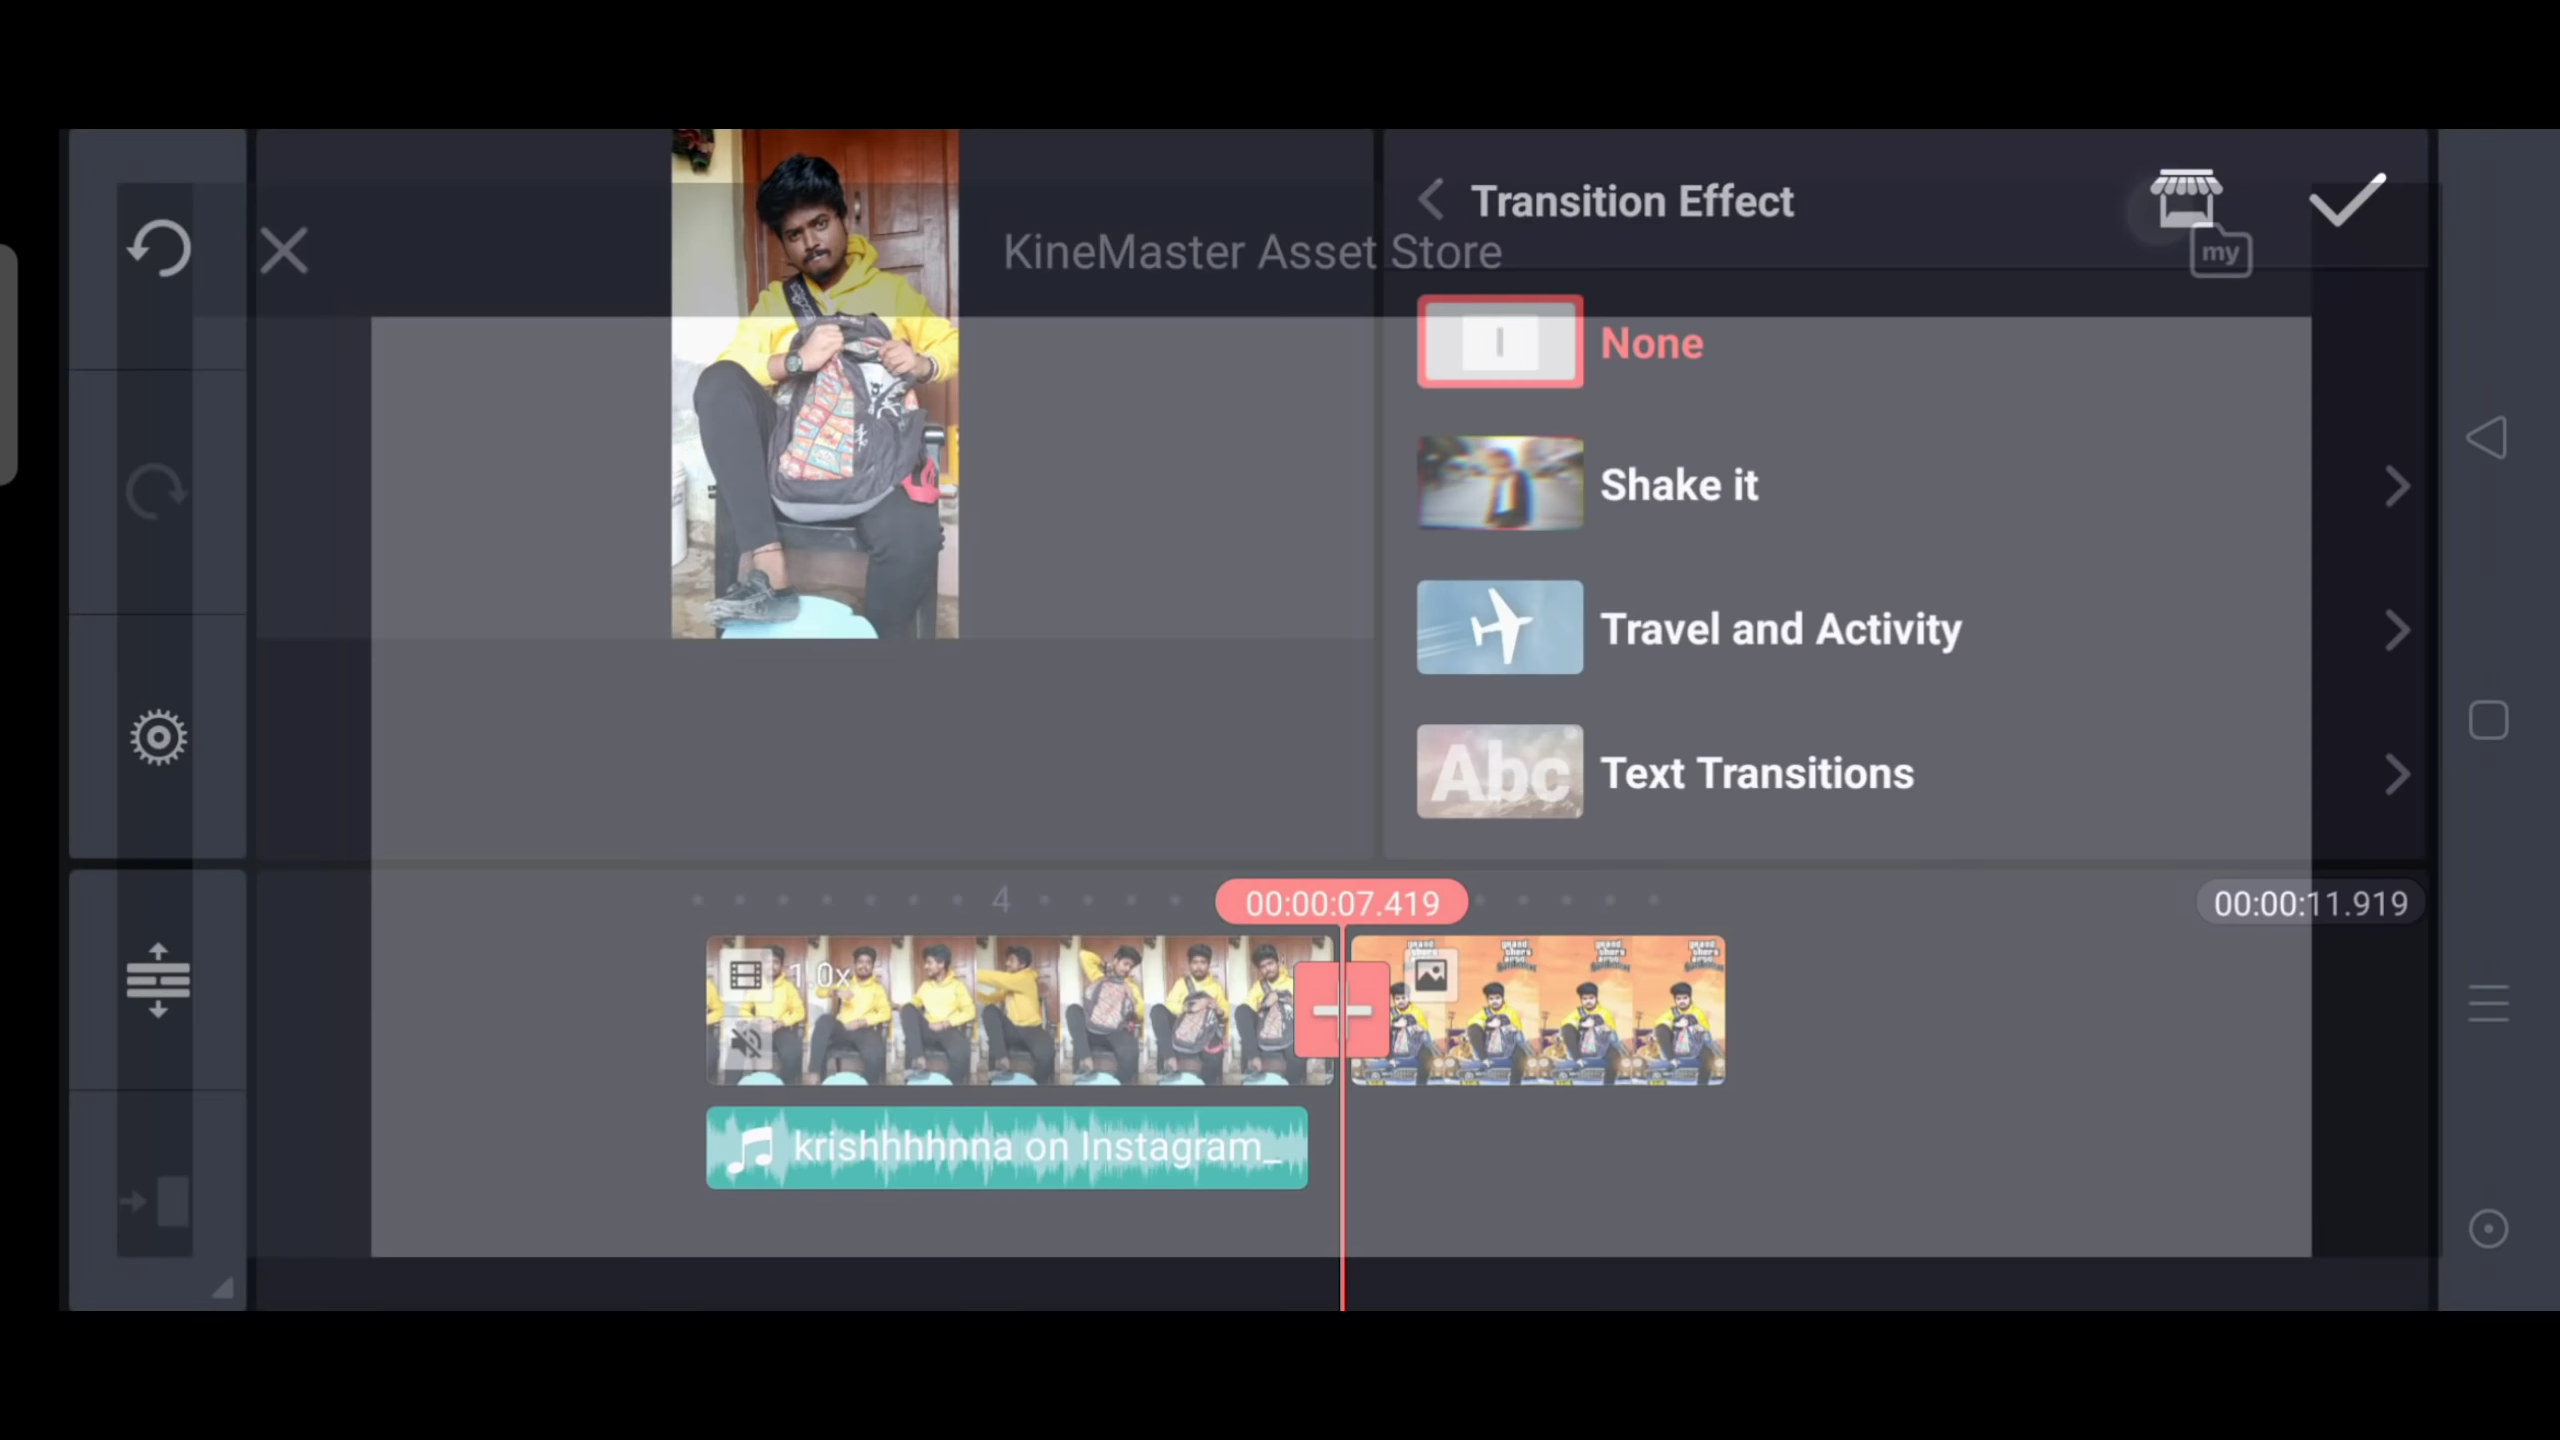 Transition Effect
KineMaster Asset Store
my
None
Shake it
Travel and Activity
Abc
Text Transitions
4
00:00:07.419
00:00:11.919
1.0x
krishhhhnna on Instagram_